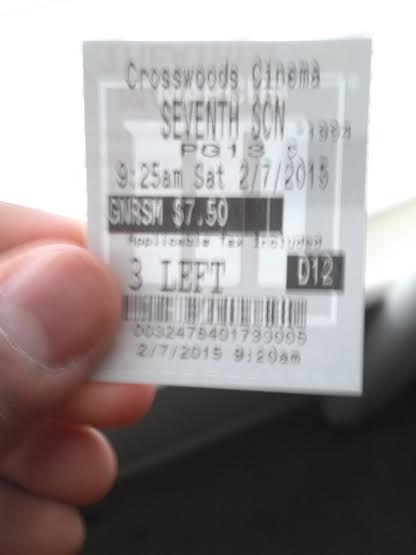 Crosswoods Cinema
SEVENTH SON
PG13
9:25am Sat 2/7/2015
GNRSM $7.50
Applicable Tax Included
3 LEFT
D12
2/7/2015 9:20am